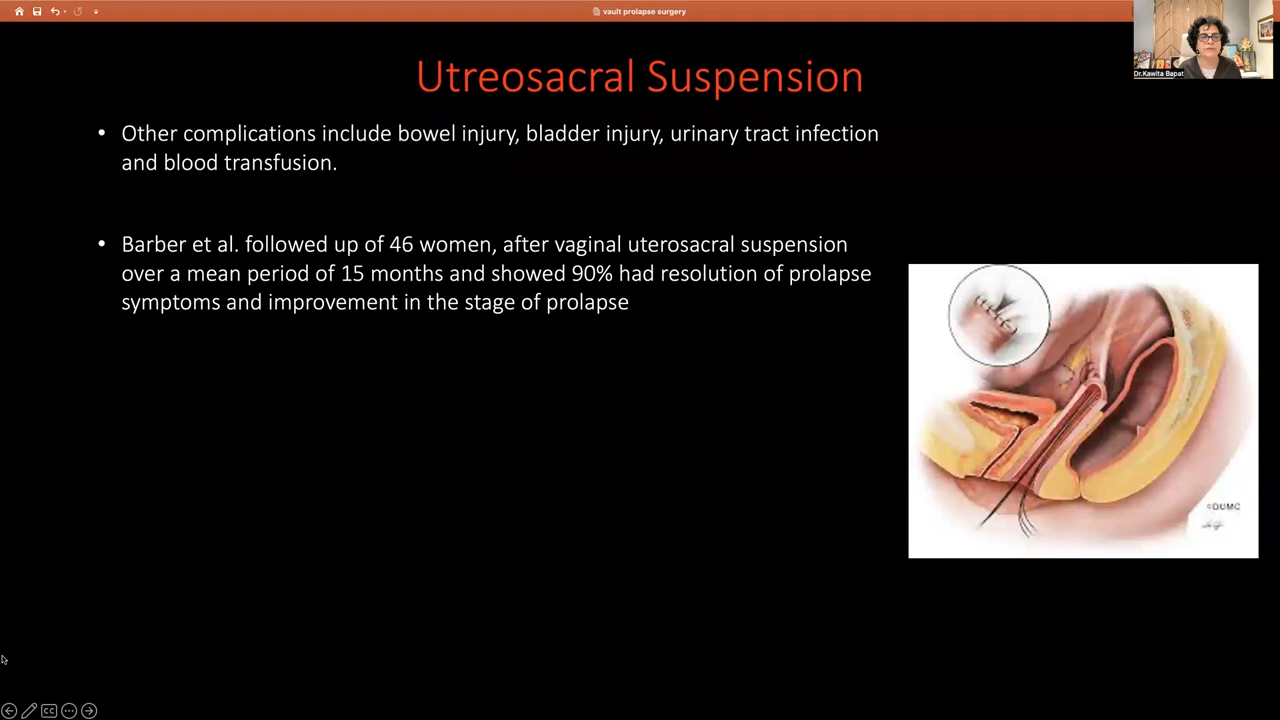 vault prolapse surgery
Dr.Kawita Bapat
Utreosacral Suspension
• Other complications include bowel injury, bladder injury, urinary tract infection
and blood transfusion.
• Barber et al. followed up of 46 women, after vaginal uterosacral suspension
over a mean period of 15 months and showed 90% had resolution of prolapse
symptoms and improvement in the stage of prolapse
©DUMC
CC